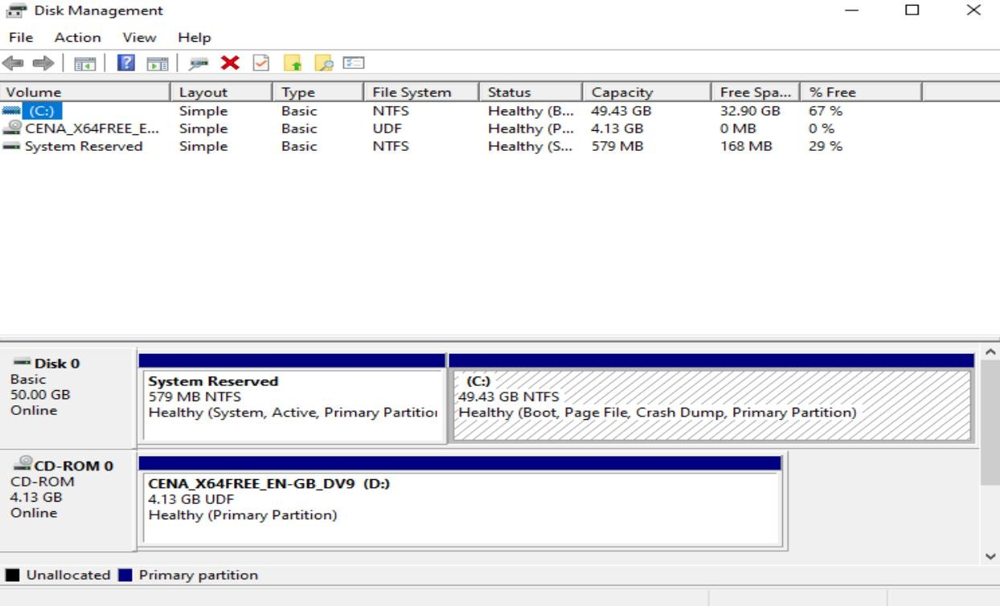 Disk Management
File Action View Help
Volume Layout Type File System Status Capacity Free Spa... % Free
(C:) Simple Basic NTFS Healthy (B... 49.43 GB 32.90 GB 67 %
CENA_X64FREE_E... Simple Basic UDF Healthy (P... 4.13 GB 0 MB 0 %
System Reserved Simple Basic NTFS Healthy (S... 579 MB 168 MB 29 %
Disk 0
Basic
50.00 GB
Online
System Reserved
579 MB NTFS
Healthy (System, Active, Primary Partitio
(C:)
49.43 GB NTFS
Healthy (Boot, Page File, Crash Dump, Primary Partition)
CD-ROM 0
CD-ROM
4.13 GB
Online
CENA_X64FREE_EN-GB_DV9 (D:)
4.13 GB UDF
Healthy (Primary Partition)
Unallocated Primary partition